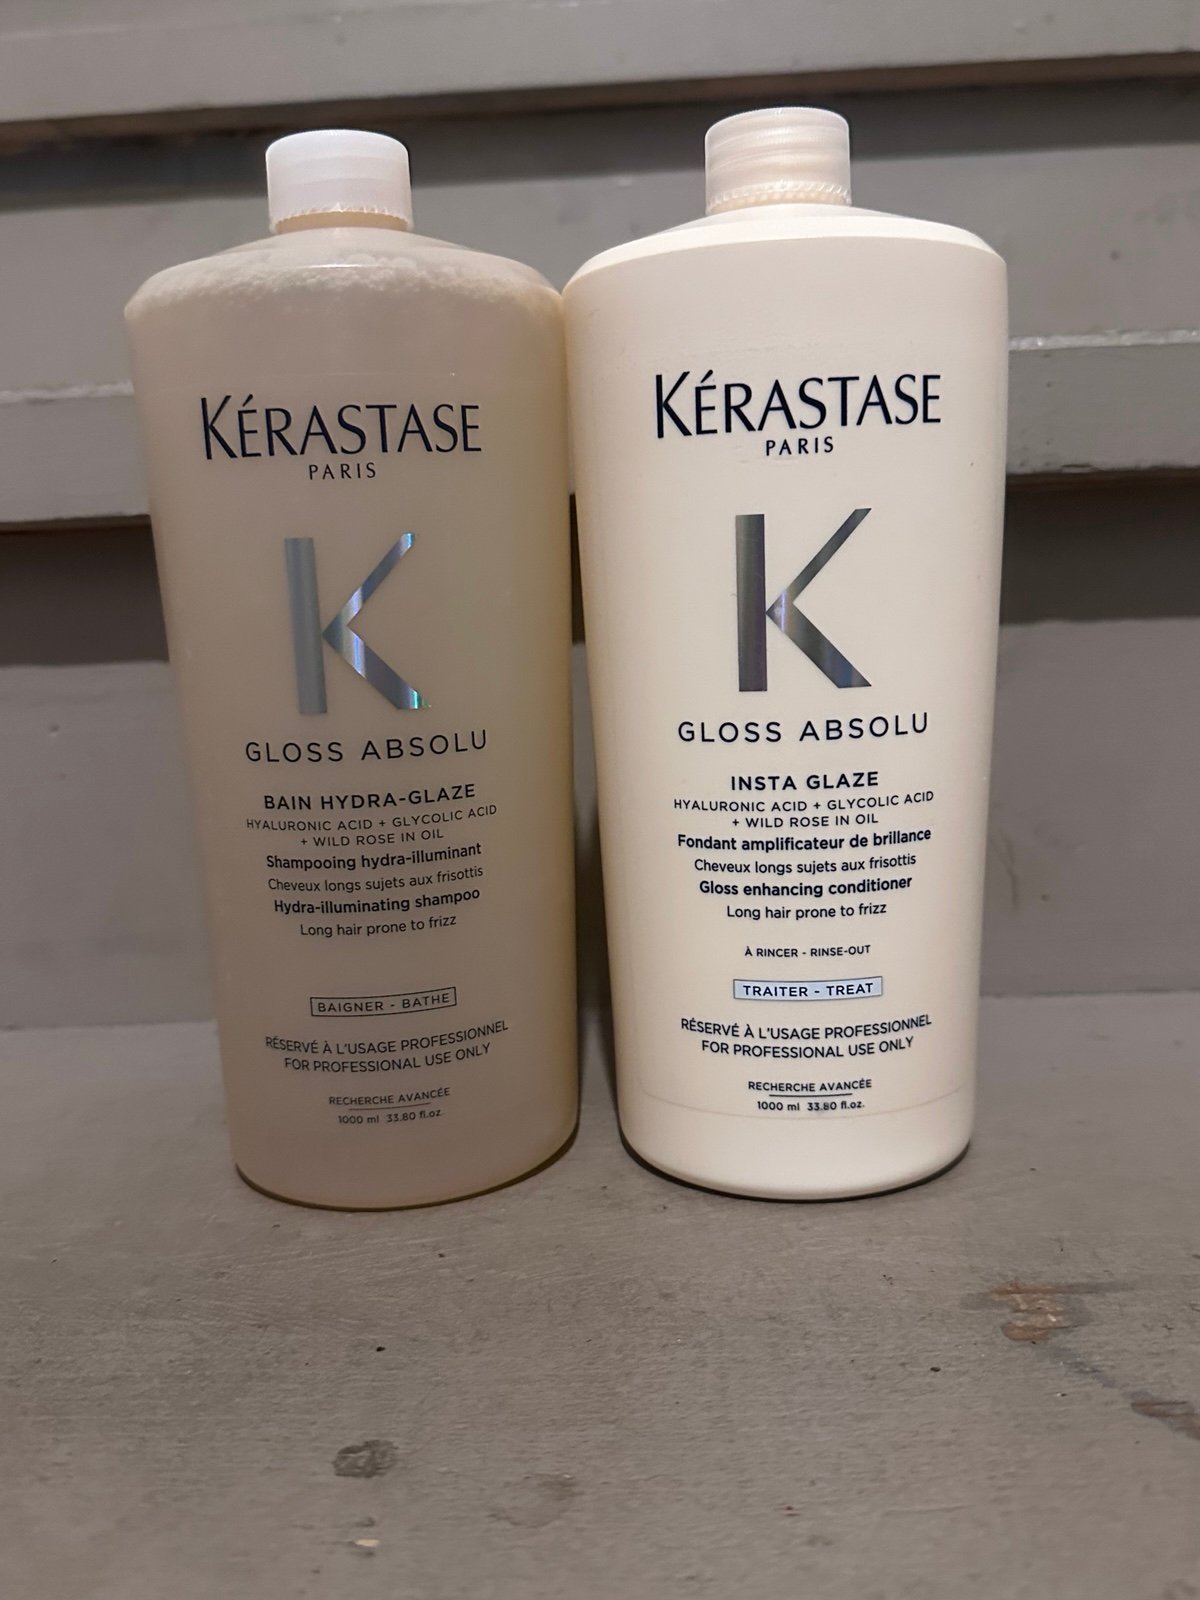 KÉRASTASE
PARIS
K
GLOSS ABSOLU
BAIN HYDRA-GLAZE
HYALURONIC ACID + GLYCOLIC ACID
+ WILD ROSE IN OIL
Shampooing hydra-illuminant
Cheveux longs sujets aux frisottis
Hydra-illuminating shampoo
Long hair prone to frizz
BAIGNER - BATHE
RÉSERVÉ À L'USAGE PROFESSIONNEL
FOR PROFESSIONAL USE ONLY
RECHERCHE AVANCÉE
1000 ml 33.80 fl.oz.
KÉRASTASE
PARIS
K
GLOSS ABSOLU
INSTA GLAZE
HYALURONIC ACID + GLYCOLIC ACID
+ WILD ROSE IN OIL
Fondant amplificateur de brillance
Cheveux longs sujets aux frisottis
Gloss enhancing conditioner
Long hair prone to frizz
À RINCER - RINSE-OUT
TRAITER - TREAT
RÉSERVÉ À L'USAGE PROFESSIONNEL
FOR PROFESSIONAL USE ONLY
RECHERCHE AVANCÉE
1000 ml 33.80 fl.oz.